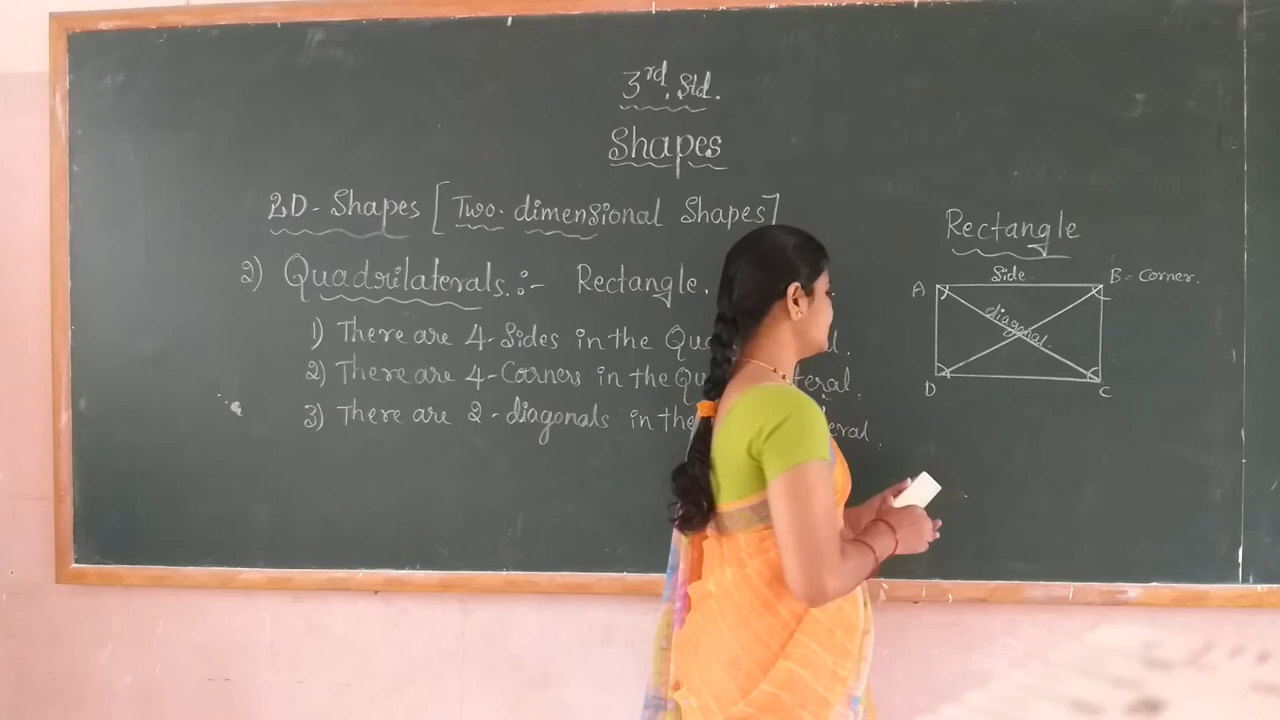 3rd. Std.
Shapes
2D - Shapes [Two - dimensional Shapes]
2) Quadrilaterals :- Rectangle,
1) There are 4-Sides in the
2) There are 4-Corners in the
3) There are 2 - diagonals in the
Rectangle
Side
A
B = Corner.
diagonal
D
C